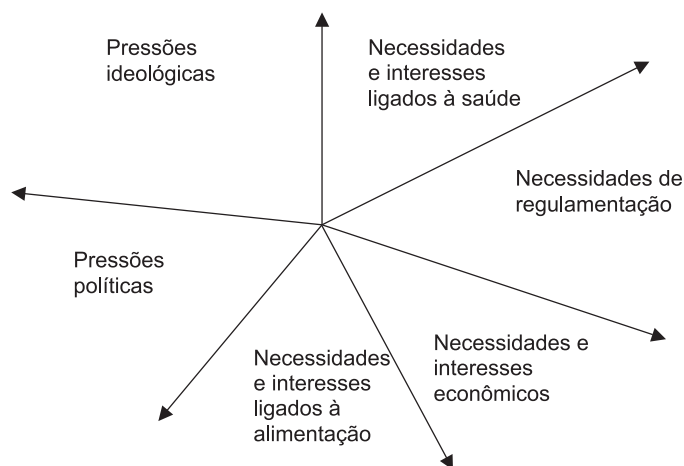 Pressões
ideológicas
Necessidades
e interesses
ligados à saúde
Necessidades de
regulamentação
Pressões
políticas
Necessidades e
interesses
econômicos
Necessidades
e interesses
ligados à
alimentação